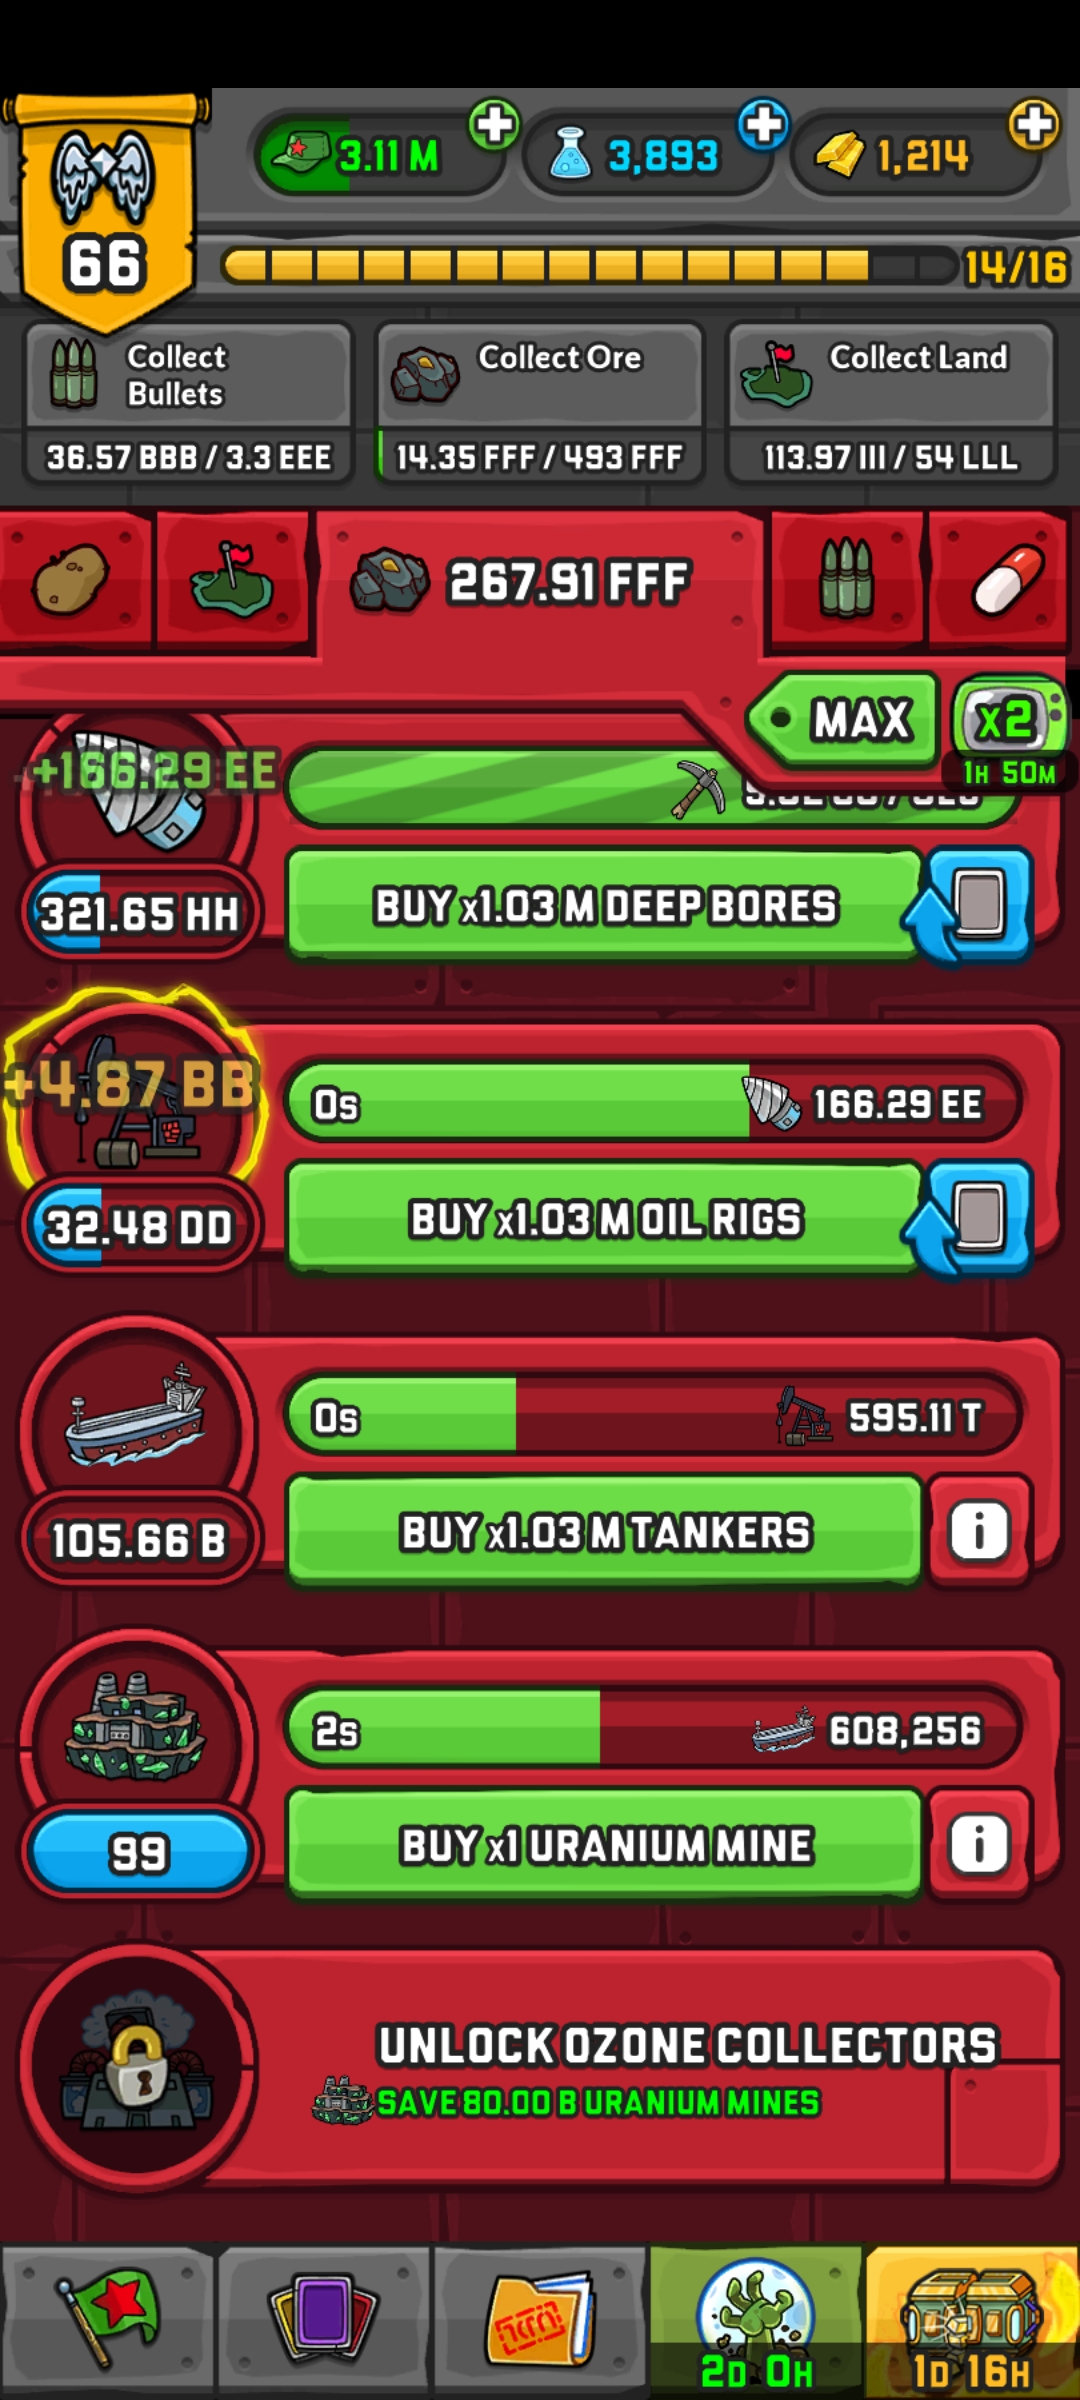 3.11 M
3,893
1,214
66
14/16
Collect
Bullets
36.57 BBB / 3.3 EEE
Collect Ore
14.35 FFF / 493 FFF
Collect Land
113.97 III / 54 LLL
267.91 FFF
MAX
x2
1H 50M
+166.29 EE
321.65 HH
BUY x1.03 M DEEP BORES
+4.87 BB
0s
166.29 EE
32.48 DD
BUY x1.03 M OIL RIGS
0s
595.11 T
105.66 B
BUY x1.03 M TANKERS
i
2s
608,256
99
BUY x1 URANIUM MINE
i
UNLOCK OZONE COLLECTORS
SAVE 80.00 B URANIUM MINES
2D 0H
1D 16H